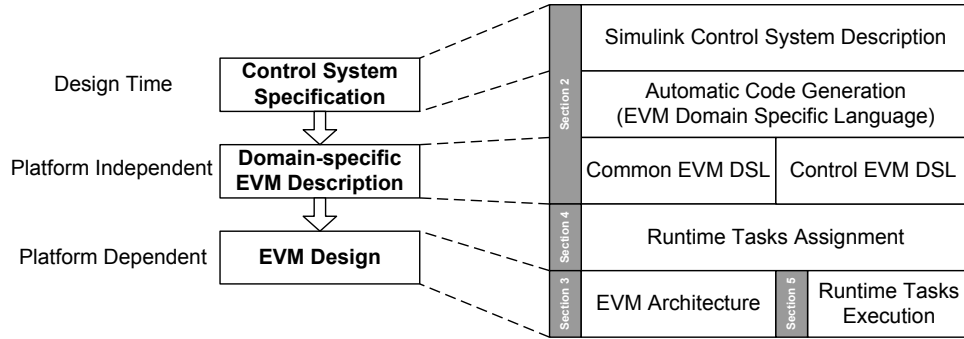 Design Time
Control System
Specification
Platform Independent
Domain-specific
EVM Description
Platform Dependent
EVM Design
Section 2
Simulink Control System Description
Automatic Code Generation
(EVM Domain Specific Language)
Common EVM DSL
Control EVM DSL
Section 4
Runtime Tasks Assignment
Section 3
EVM Architecture
Section 5
Runtime Tasks
Execution